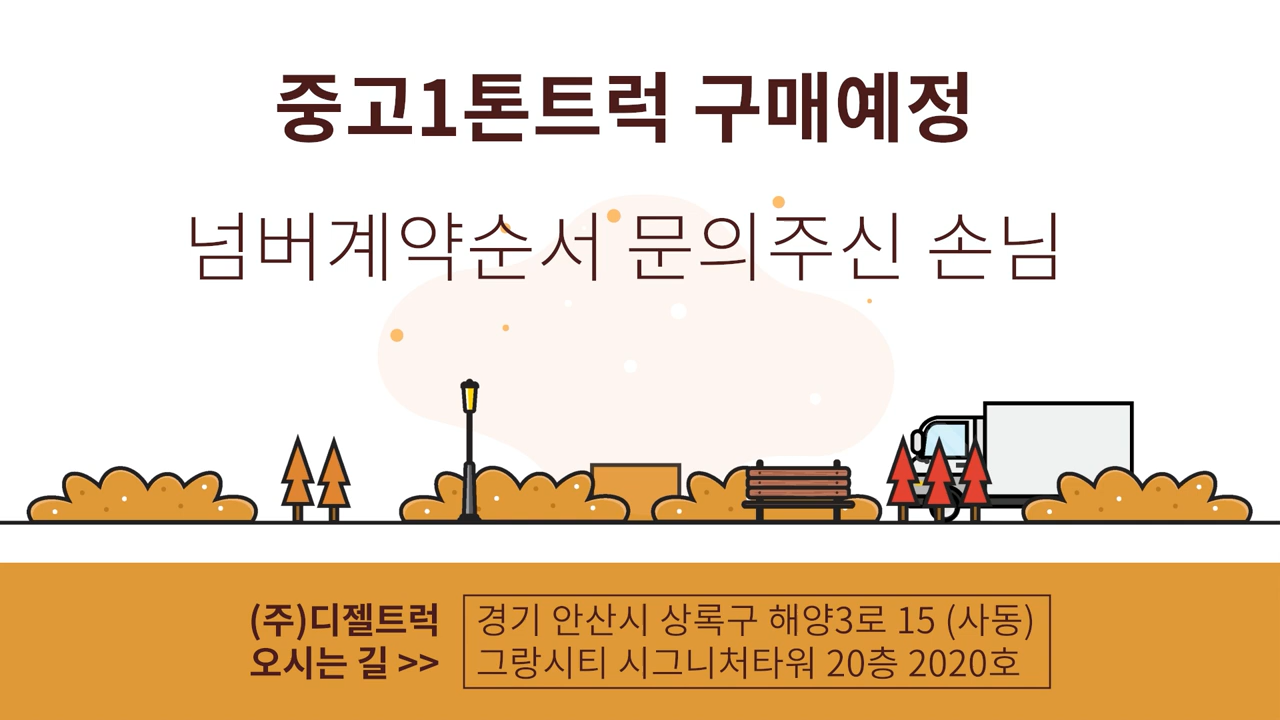 중고1톤트럭 구매예정
넘버계약순서 문의주신 손님
(주)디젤트럭
오시는 길 >>
경기 안산시 상록구 해양3로 15 (사동)
그랑시티 시그니처타워 20층 2020호